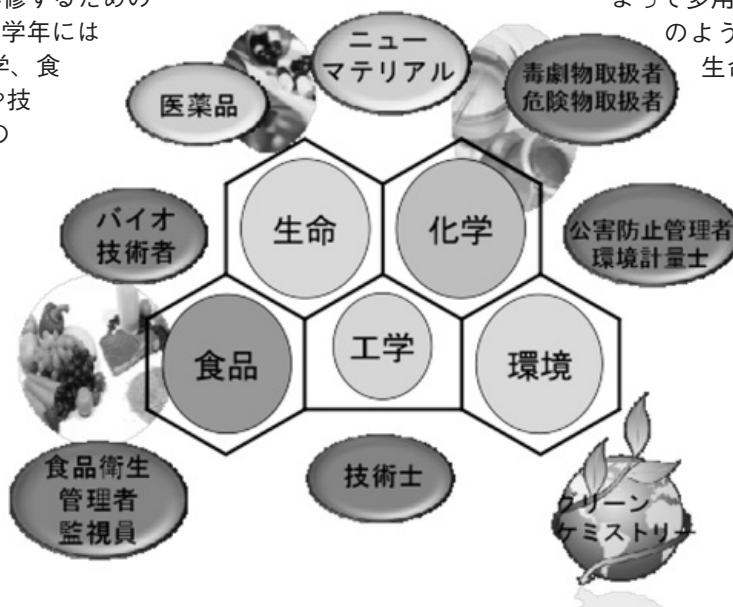 修するための
学年には
学、食
や技
の
よって多用
のよう
生命
ニュー
マテリアル
医薬品
毒劇物取扱者
危険物取扱者
バイオ
技術者
生命
化学
公害防止管理者
環境計量士
食品
工学
環境
食品衛生
管理者
監視員
技術士
グリーン
ケミストリー